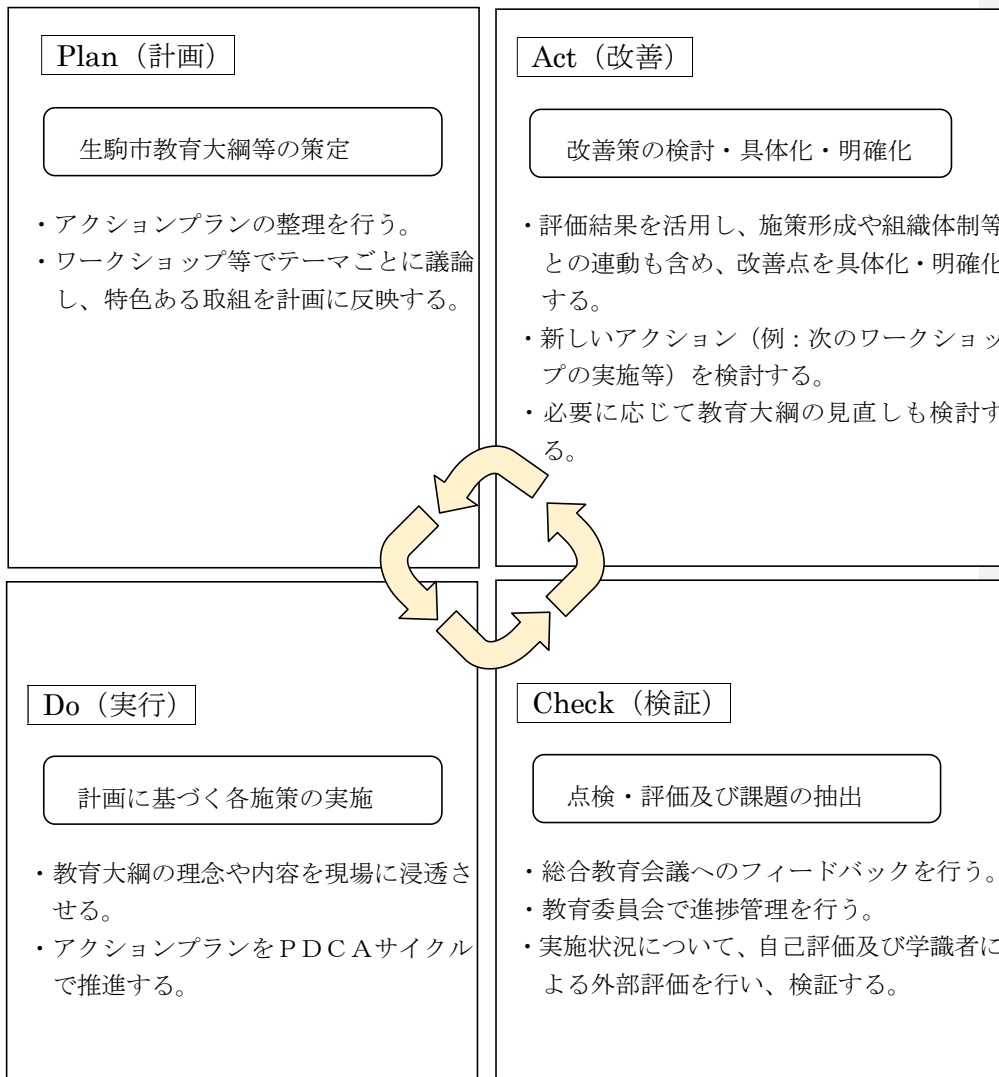 Plan（計画）
生駒市教育大綱等の策定
・アクションプランの整理を行う。
・ワークショップ等でテーマごとに議論
し、特色ある取組を計画に反映する。
Act（改善）
改善策の検討・具体化・明確化
・評価結果を活用し、施策形成や組織体制等
との連動も含め、改善点を具体化・明確化
する。
・新しいアクション（例：次のワークショッ
プの実施等）を検討する。
・必要に応じて教育大綱の見直しも検討す
る。
Do（実行）
計画に基づく各施策の実施
・教育大綱の理念や内容を現場に浸透さ
せる。
・アクションプランをＰＤＣＡサイクル
で推進する。
Check（検証）
点検・評価及び課題の抽出
・総合教育会議へのフィードバックを行う。
・教育委員会で進捗管理を行う。
・実施状況について、自己評価及び学識者に
よる外部評価を行い、検証する。